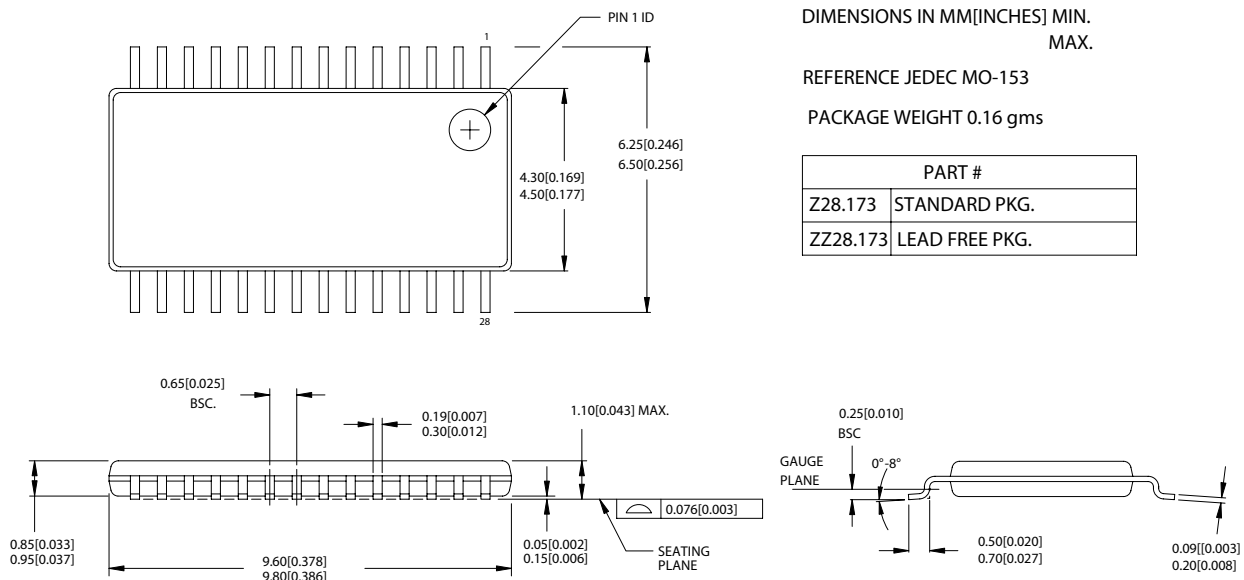 PIN 1 ID
1
6.25[0.246]
6.50[0.256]
4.30[0.169]
4.50[0.177]
28
DIMENSIONS IN MM[INCHES] MIN.
MAX.
REFERENCE JEDEC MO-153
PACKAGE WEIGHT 0.16 gms
PART #
Z28.173 STANDARD PKG.
ZZ28.173 LEAD FREE PKG.
0.65[0.025]
BSC.
0.19[0.007]
0.30[0.012]
1.10[0.043] MAX.
0.076[0.003]
0.85[0.033]
0.95[0.037]
9.60[0.378]
9.80[0.386]
0.05[0.002]
0.15[0.006]
SEATING
PLANE
0.25[0.010]
BSC
GAUGE
PLANE
0°-8°
0.50[0.020]
0.70[0.027]
0.09[[0.003]
0.20[0.008]